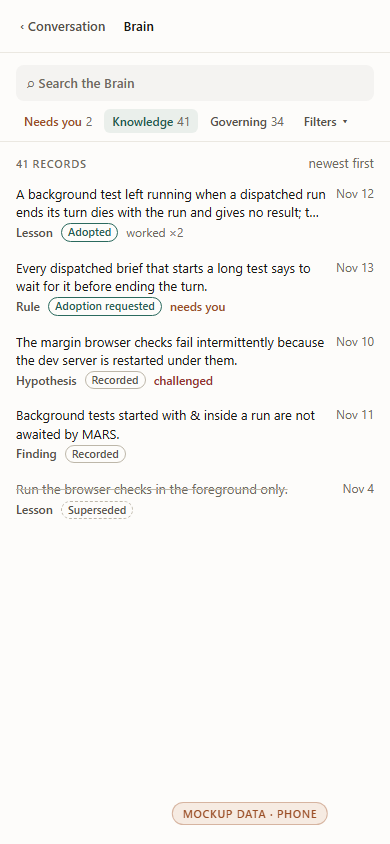 ‹ Conversation Brain
⌕ Search the Brain
Needs you 2 Knowledge 41 Governing 34 Filters ▾
41 RECORDS newest first
A background test left running when a dispatched run Nov 12
ends its turn dies with the run and gives no result; t…
Lesson Adopted worked ×2
Every dispatched brief that starts a long test says to Nov 13
wait for it before ending the turn.
Rule Adoption requested needs you
The margin browser checks fail intermittently because Nov 10
the dev server is restarted under them.
Hypothesis Recorded challenged
Background tests started with & inside a run are not Nov 11
awaited by MARS.
Finding Recorded
Run the browser checks in the foreground only. Nov 4
Lesson Superseded
MOCKUP DATA · PHONE